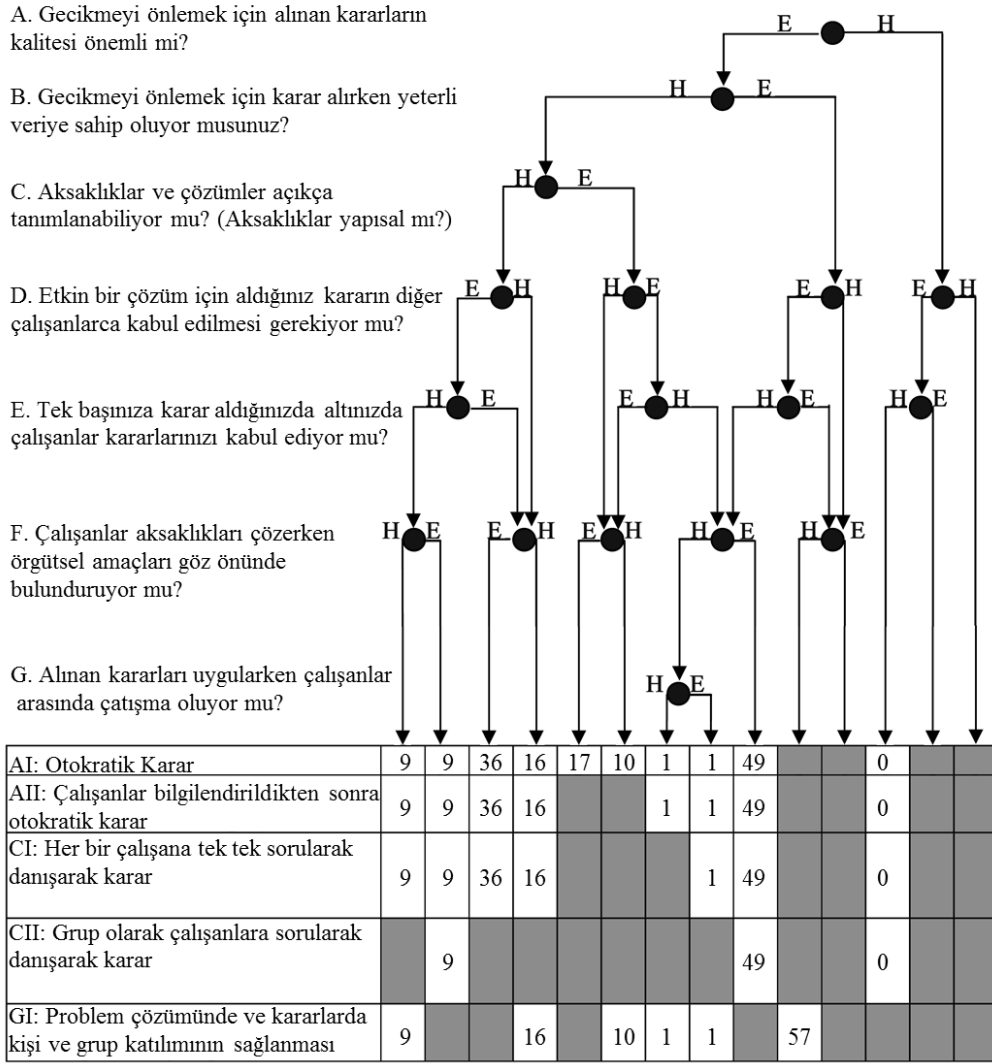 A. Gecikmeyi önlemek için alınan kararların
kalitesi önemli mi?
E H
B. Gecikmeyi önlemek için karar alırken yeterli
veriye sahip oluyor musunuz?
H E
C. Aksaklıklar ve çözümler açıkça
tanımlanabiliyor mu? (Aksaklıklar yapısal mı?)
H E
D. Etkin bir çözüm için aldığınız kararın diğer
çalışanlarca kabul edilmesi gerekiyor mu?
E H H E E H E H
E. Tek başınıza karar aldığınızda altınızda
çalışanlar kararlarınızı kabul ediyor mu?
H E E H H E H E
F. Çalışanlar aksaklıkları çözerken
örgütsel amaçları göz önünde
bulunduruyor mu?
H E E H E H H E H E
G. Alınan kararları uygularken çalışanlar
arasında çatışma oluyor mu?
H E
AI: Otokratik Karar 9 9 36 16 17 10 1 1 49 0
AII: Çalışanlar bilgilendirildikten sonra
otokratik karar 9 9 36 16 1 1 49 0
CI: Her bir çalışana tek tek sorularak
danışarak karar 9 9 36 16 1 49 0
CII: Grup olarak çalışanlara sorularak
danışarak karar 9 49 0
GI: Problem çözümünde ve kararlarda
kişi ve grup katılımının sağlanması 9 16 10 1 1 57